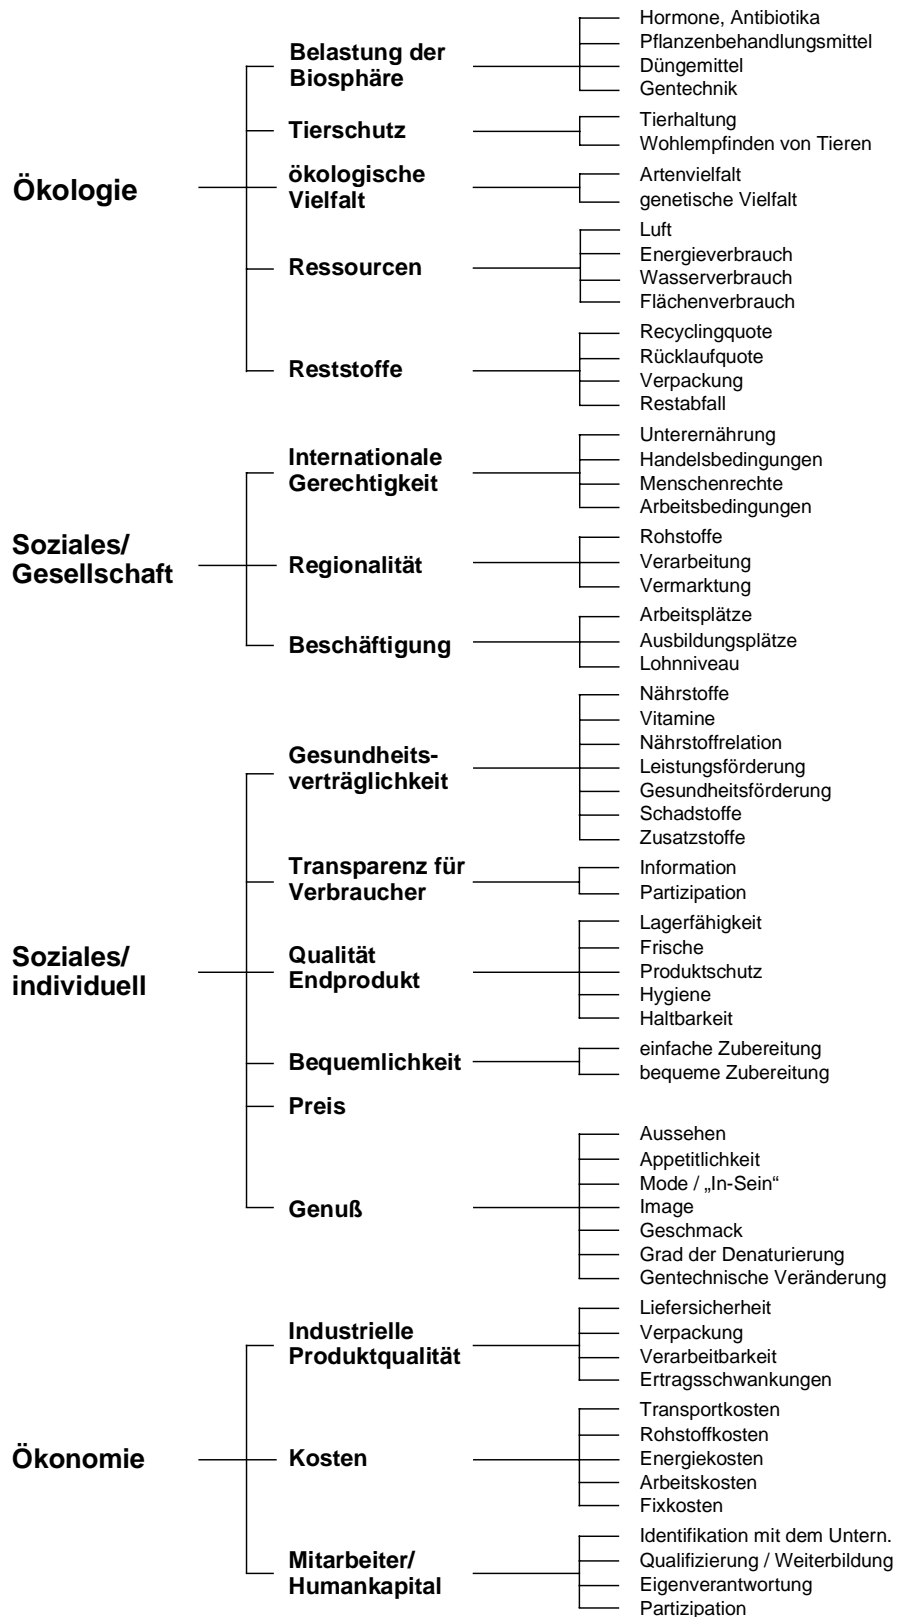 Ökologie
Belastung der
Biosphäre
Hormone, Antibiotika
Pflanzenbehandlungsmittel
Düngemittel
Gentechnik
Tierschutz
Tierhaltung
Wohlempfinden von Tieren
ökologische
Vielfalt
Artenvielfalt
genetische Vielfalt
Ressourcen
Luft
Energieverbrauch
Wasserverbrauch
Flächenverbrauch
Reststoffe
Recyclingquote
Rücklaufquote
Verpackung
Restabfall
Soziales/
Gesellschaft
Internationale
Gerechtigkeit
Unterernährung
Handelsbedingungen
Menschenrechte
Arbeitsbedingungen
Regionalität
Rohstoffe
Verarbeitung
Vermarktung
Beschäftigung
Arbeitsplätze
Ausbildungsplätze
Lohnniveau
Soziales/
individuell
Gesundheits-
verträglichkeit
Nährstoffe
Vitamine
Nährstoffrelation
Leistungsförderung
Gesundheitsförderung
Schadstoffe
Zusatzstoffe
Transparenz für
Verbraucher
Information
Partizipation
Qualität
Endprodukt
Lagerfähigkeit
Frische
Produktschutz
Hygiene
Haltbarkeit
Bequemlichkeit
einfache Zubereitung
bequeme Zubereitung
Preis
Genuß
Aussehen
Appetitlichkeit
Mode / „In-Sein“
Image
Geschmack
Grad der Denaturierung
Gentechnische Veränderung
Ökonomie
Industrielle
Produktqualität
Liefersicherheit
Verpackung
Verarbeitbarkeit
Ertragsschwankungen
Kosten
Transportkosten
Rohstoffkosten
Energiekosten
Arbeitskosten
Fixkosten
Mitarbeiter/
Humankapital
Identifikation mit dem Untern.
Qualifizierung / Weiterbildung
Eigenverantwortung
Partizipation